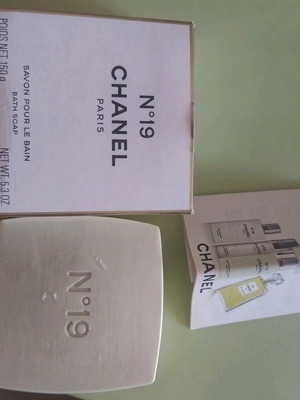 N°19
CHANEL
PARIS
SAVON POUR LE BAIN
BATH SOAP
POIDS NET 150 g
NET WT. 5.3 OZ.
N°19
CHANEL